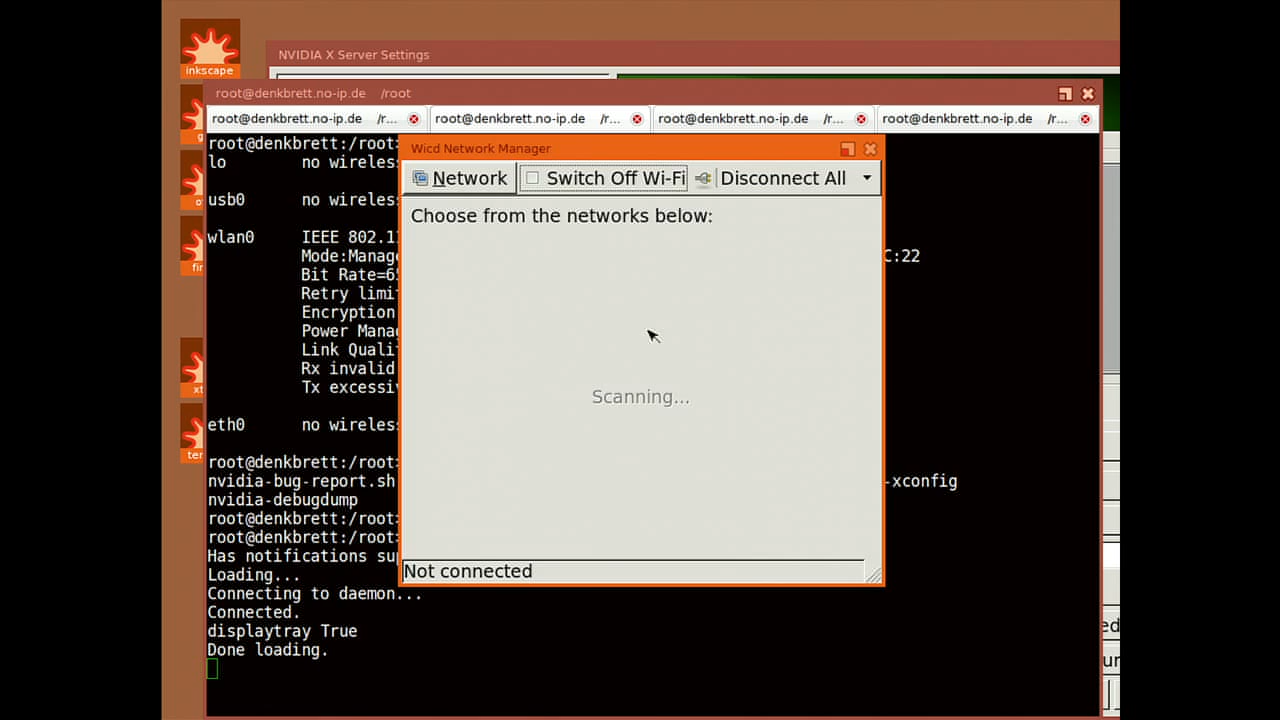 inkscape
NVIDIA X Server Settings
root@denkbrett.no-ip.de /root
root@denkbrett.no-ip.de /r... root@denkbrett.no-ip.de /r... root@denkbrett.no-ip.de /r... root@denkbrett.no-ip.de /r...
root@denkbrett:/root
lo no wireles
usb0 no wireles
wlan0 IEEE 802.1
Mode:Manag
C:22
Bit Rate=6
Retry limi
Encryption
Power Mana
Link Quali
Rx invalid
Tx excessi
eth0 no wireles
root@denkbrett:/root
nvidia-bug-report.sh
-xconfig
nvidia-debugdump
root@denkbrett:/root
root@denkbrett:/root
Has notifications su
Loading...
Connecting to daemon...
Connected.
displaytray True
Done loading.
Wicd Network Manager
Network Switch Off Wi-Fi Disconnect All
Choose from the networks below:
Scanning...
Not connected